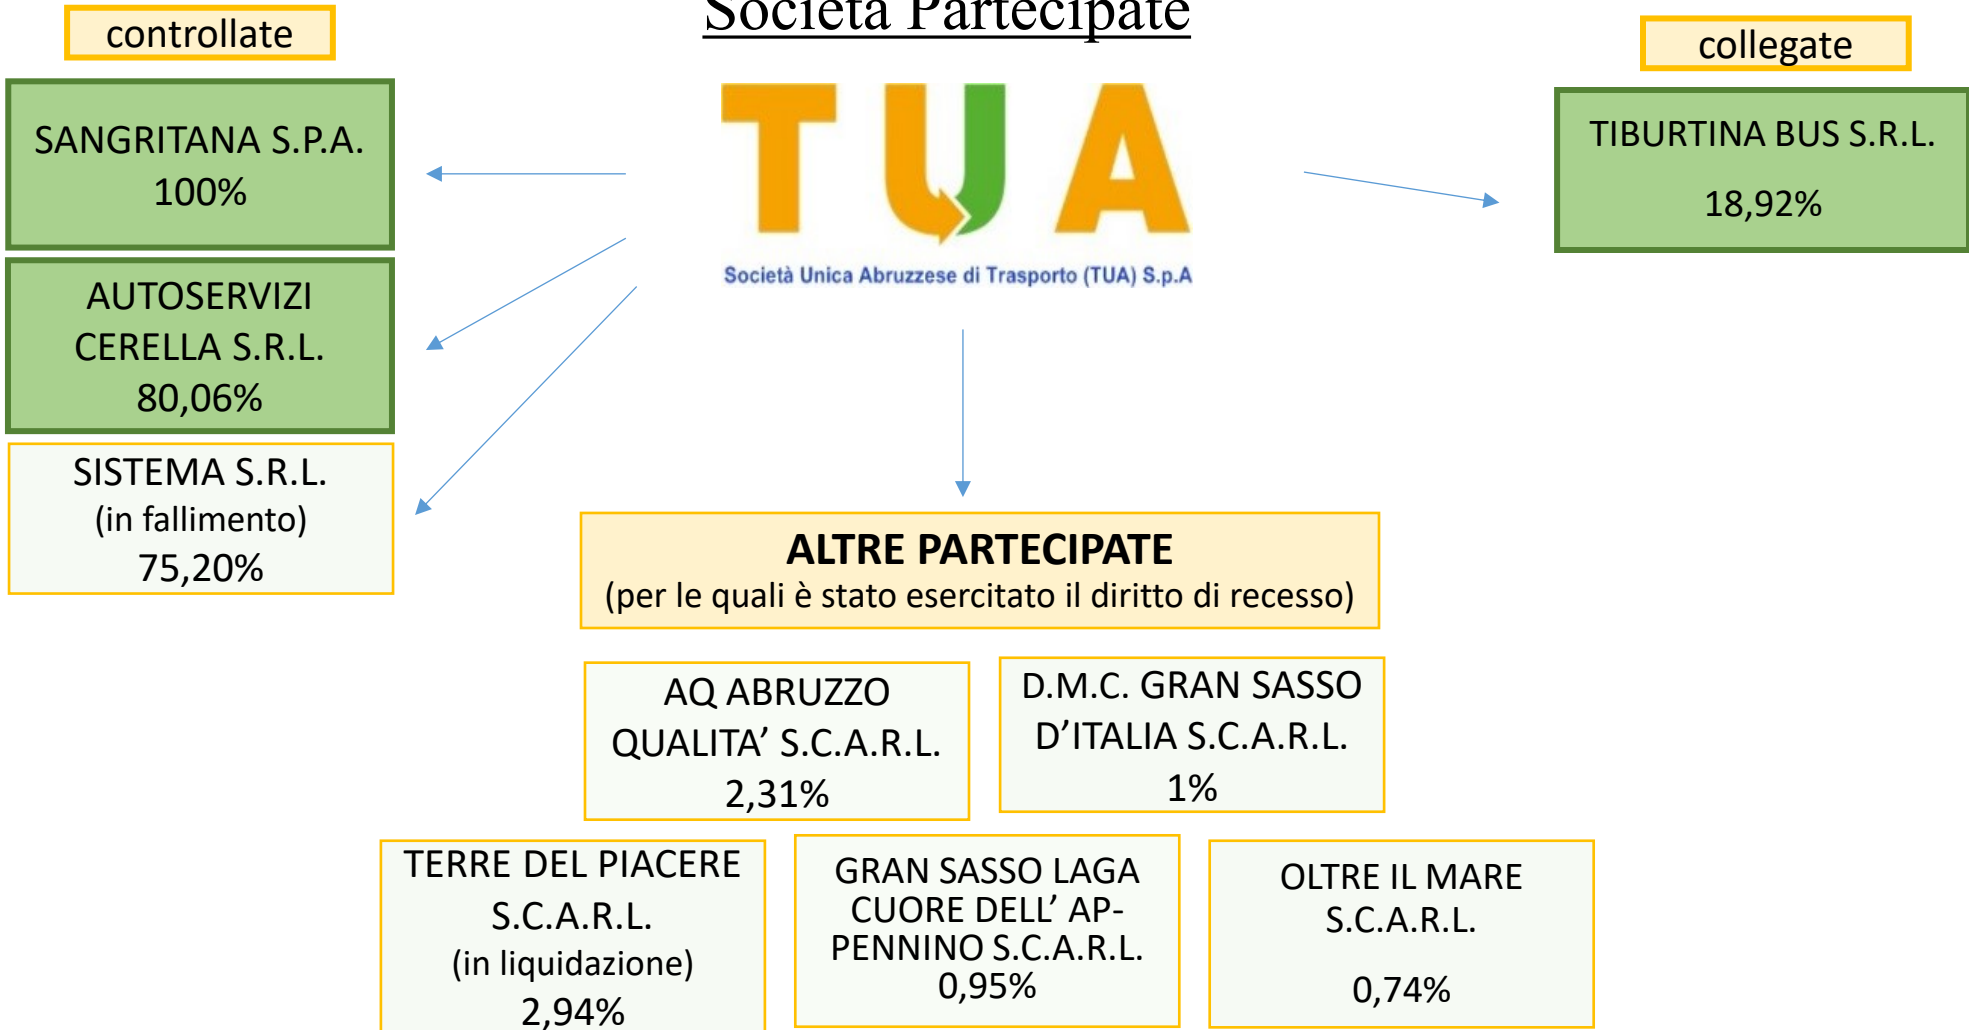 Società Partecipate
controllate
SANGRITANA S.P.A.
100%
AUTOSERVIZI
CERELLA S.R.L.
80,06%
SISTEMA S.R.L.
(in fallimento)
75,20%
TUA
Società Unica Abruzzese di Trasporto (TUA) S.p.A
collegate
TIBURTINA BUS S.R.L.
18,92%
ALTRE PARTECIPATE
(per le quali è stato esercitato il diritto di recesso)
AQ ABRUZZO
QUALITA’ S.C.A.R.L.
2,31%
D.M.C. GRAN SASSO
D’ITALIA S.C.A.R.L.
1%
TERRE DEL PIACERE
S.C.A.R.L.
(in liquidazione)
2,94%
GRAN SASSO LAGA
CUORE DELL’ AP-
PENNINO S.C.A.R.L.
0,95%
OLTRE IL MARE
S.C.A.R.L.
0,74%